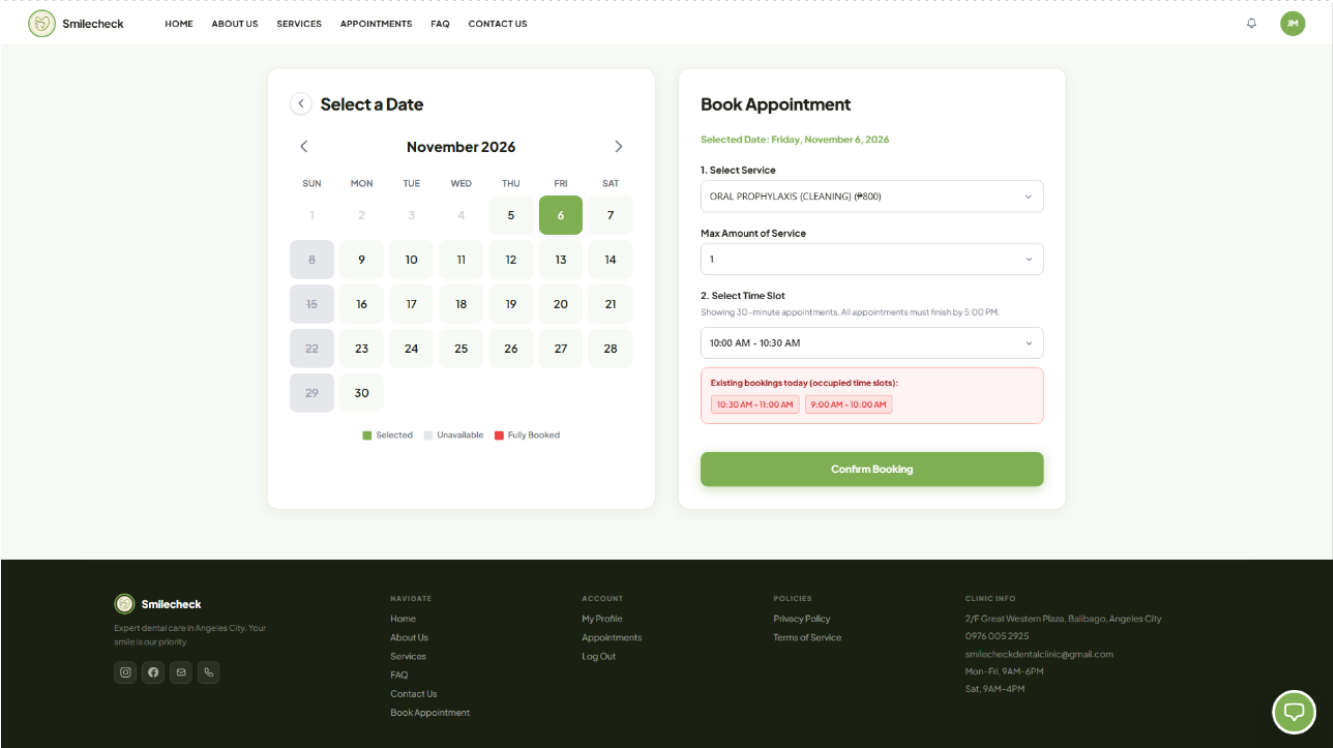 Smilecheck HOME ABOUT US SERVICES APPOINTMENTS FAQ CONTACT US JM
Select a Date
November 2026
SUN MON TUE WED THU FRI SAT
1 2 3 4 5 6 7
8 9 10 11 12 13 14
15 16 17 18 19 20 21
22 23 24 25 26 27 28
29 30
Selected Unavailable Fully Booked
Book Appointment
Selected Date: Friday, November 6, 2026
1. Select Service
ORAL PROPHYLAXIS (CLEANING) (₱800)
Max Amount of Service
1
2. Select Time Slot
Showing 30-minute appointments. All appointments must finish by 5:00 PM.
10:00 AM - 10:30 AM
Existing bookings today (occupied time slots):
10:30 AM - 11:00 AM 9:00 AM - 10:00 AM
Confirm Booking
Smilecheck
Expert dental care in Angeles City. Your
smile is our priority.
NAVIGATE
Home
About Us
Services
FAQ
Contact Us
Book Appointment
ACCOUNT
My Profile
Appointments
Log Out
POLICIES
Privacy Policy
Terms of Service
CLINIC INFO
2/F Great Western Plaza, Balibago, Angeles City
0976 005 2925
smilecheckdentalclinic@gmail.com
Mon-Fri, 9AM-6PM
Sat, 9AM-4PM